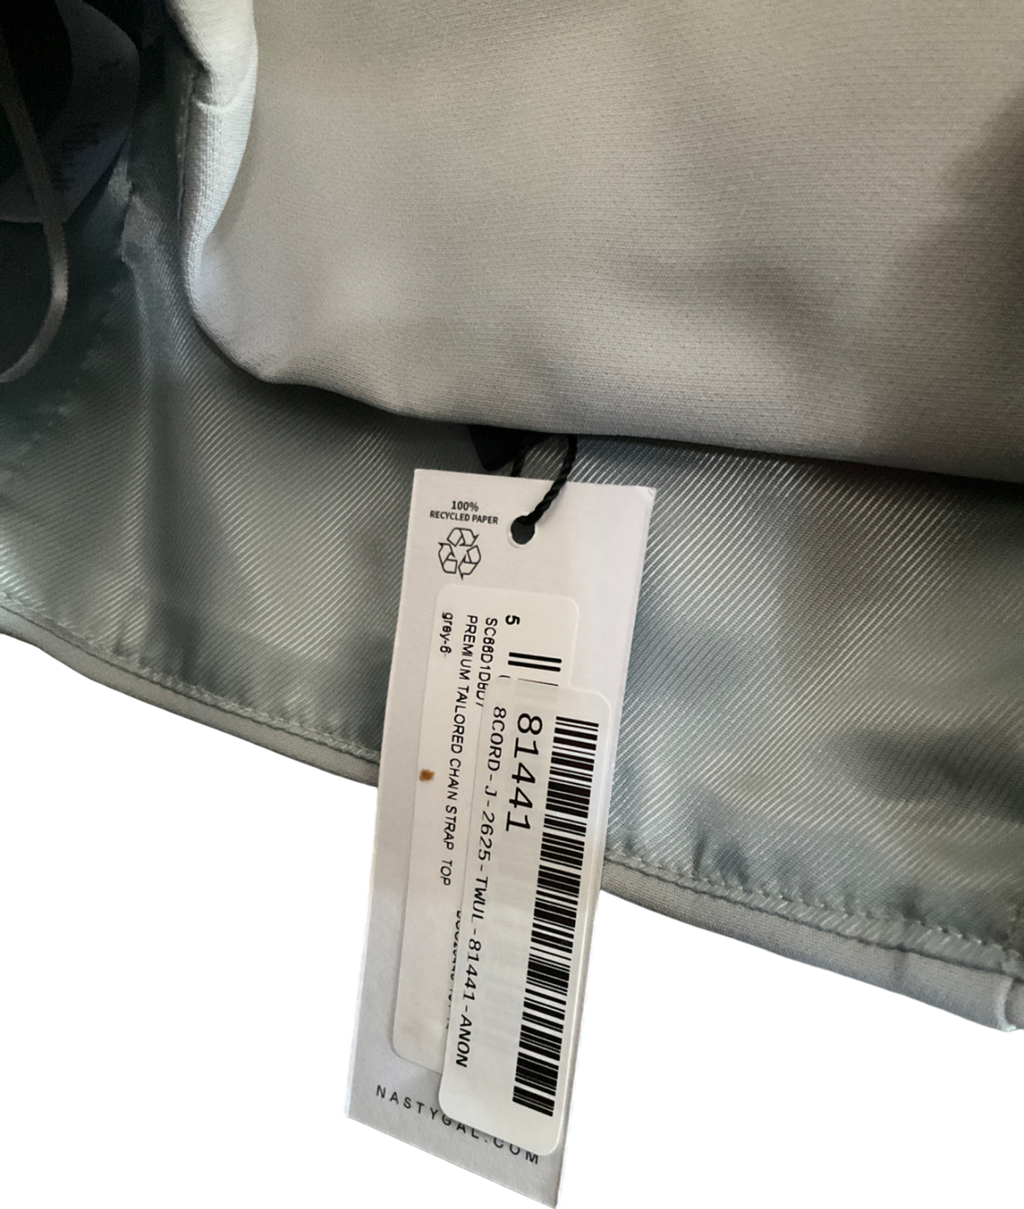 100%
RECYCLED PAPER
5
PREMIUM TAILORED CHAIN STRAP TOP
grey-6
81441
8CORD-J-2625-TWUL-81441-ANON
NASTYGAL.COM